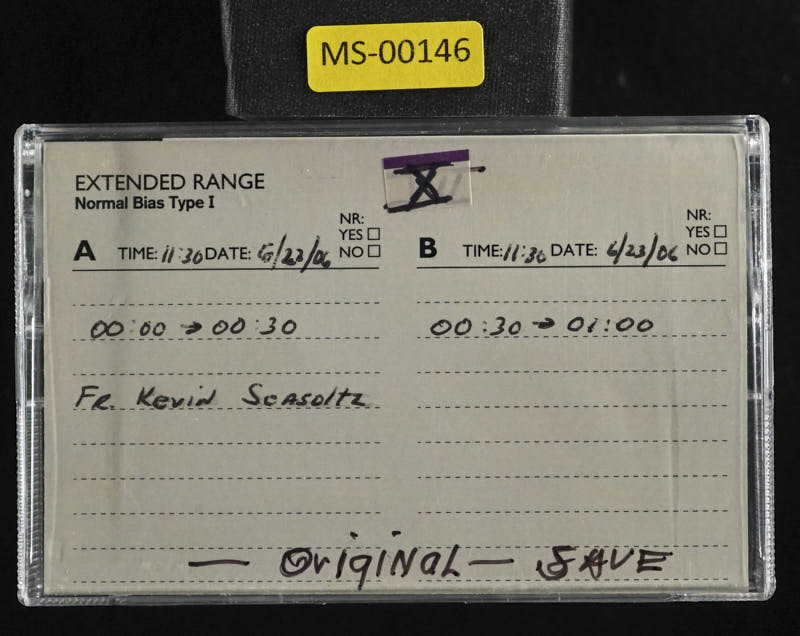 MS-00146
EXTENDED RANGE
Normal Bias Type I
X
NR:
YES
NO
A TIME: 11:30 DATE: 6/23/06
00:00 → 00:30
Fr. Kevin Seasoltz
NR:
YES
NO
B TIME: 11:30 DATE: 6/23/06
00:30 → 01:00
— Original — SAVE